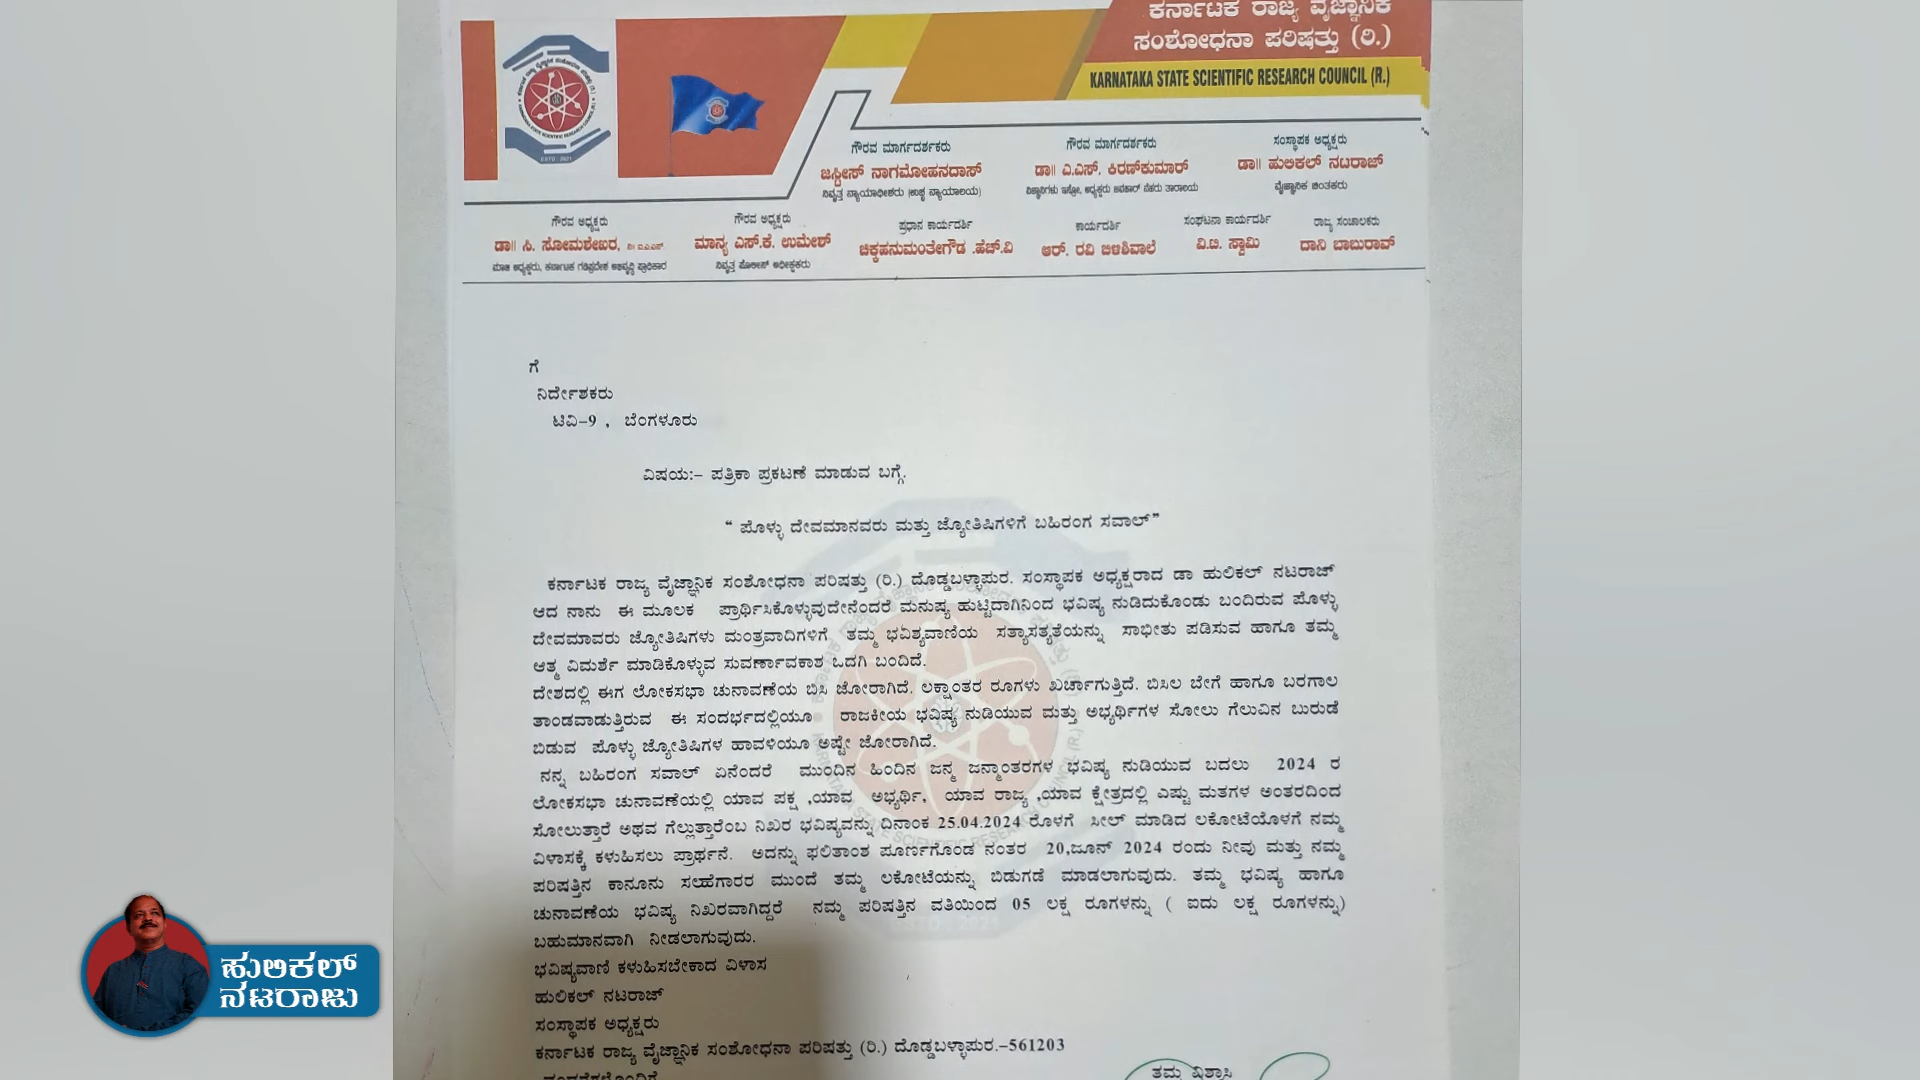 ಕರ್ನಾಟಕ ರಾಜ್ಯ ವೈಜ್ಞಾನಿಕ
ಸಂಶೋಧನಾ ಪರಿಷತ್ತು (ರಿ.)
KARNATAKA STATE SCIENTIFIC RESEARCH COUNCIL (R.)
ಗೌರವ ಮಾರ್ಗದರ್ಶಕರು
ಜಸ್ಟೀಸ್ ನಾಗಮೋಹನದಾಸ್
ನಿವೃತ್ತ ನ್ಯಾಯಾಧೀಶರು (ಉಚ್ಛ ನ್ಯಾಯಾಲಯ)
ಗೌರವ ಮಾರ್ಗದರ್ಶಕರು
ಡಾ|| ಎ.ಎಸ್. ಕಿರಣ್‌ಕುಮಾರ್
ವಿಜ್ಞಾನಿಗಳು ಇಸ್ರೋ, ಅಧ್ಯಕ್ಷರು ಜವಹಾರ್ ನೆಹರು ತಾರಾಲಯ
ಸಂಸ್ಥಾಪಕ ಅಧ್ಯಕ್ಷರು
ಡಾ|| ಹುಲಿಕಲ್ ನಟರಾಜ್
ವೈಜ್ಞಾನಿಕ ಚಿಂತಕರು
ಗೌರವ ಅಧ್ಯಕ್ಷರು
ಡಾ|| ಸಿ. ಸೋಮಶೇಖರ,
ಮಾಜಿ ಅಧ್ಯಕ್ಷರು, ಕರ್ನಾಟಕ ಗಡಿಪ್ರದೇಶ ಅಭಿವೃದ್ಧಿ ಪ್ರಾಧಿಕಾರ
ಗೌರವ ಅಧ್ಯಕ್ಷರು
ಮಾನ್ಯ ಎಸ್.ಕೆ. ಉಮೇಶ್
ನಿವೃತ್ತ ಪೊಲೀಸ್ ಅಧೀಕ್ಷಕರು
ಪ್ರಧಾನ ಕಾರ್ಯದರ್ಶಿ
ಚಿಕ್ಕಹನುಮಂತೇಗೌಡ .ಹೆಚ್.ವಿ
ಕಾರ್ಯದರ್ಶಿ
ಆರ್. ರವಿ ಬಿಳಿಶಿವಾಲೆ
ಸಂಘಟನಾ ಕಾರ್ಯದರ್ಶಿ
ವಿ.ಟಿ. ಸ್ವಾಮಿ
ರಾಜ್ಯ ಸಂಚಾಲಕರು
ದಾನಿ ಬಾಬುರಾವ್
ಗೆ
ನಿರ್ದೇಶಕರು
ಟಿವಿ-9 , ಬೆಂಗಳೂರು
ವಿಷಯ:- ಪತ್ರಿಕಾ ಪ್ರಕಟಣೆ ಮಾಡುವ ಬಗ್ಗೆ.
“ ಪೊಳ್ಳು ದೇವಮಾನವರು ಮತ್ತು ಜ್ಯೋತಿಷಿಗಳಿಗೆ ಬಹಿರಂಗ ಸವಾಲ್”
ಕರ್ನಾಟಕ ರಾಜ್ಯ ವೈಜ್ಞಾನಿಕ ಸಂಶೋಧನಾ ಪರಿಷತ್ತು (ರಿ.) ದೊಡ್ಡಬಳ್ಳಾಪುರ. ಸಂಸ್ಥಾಪಕ ಅಧ್ಯಕ್ಷರಾದ ಡಾ ಹುಲಿಕಲ್ ನಟರಾಜ್
ಆದ ನಾನು ಈ ಮೂಲಕ ಪ್ರಾರ್ಥಿಸಿಕೊಳ್ಳುವುದೇನೆಂದರೆ ಮನುಷ್ಯ ಹುಟ್ಟಿದಾಗಿನಿಂದ ಭವಿಷ್ಯ ನುಡಿದುಕೊಂಡು ಬಂದಿರುವ ಪೊಳ್ಳು
ದೇವಮಾವರು ಜ್ಯೋತಿಷಿಗಳು ಮಂತ್ರವಾದಿಗಳಿಗೆ ತಮ್ಮ ಭವಿಶ್ಯವಾಣಿಯ ಸತ್ಯಾಸತ್ಯತೆಯನ್ನು ಸಾಭೀತು ಪಡಿಸುವ ಹಾಗೂ ತಮ್ಮ
ಆತ್ಮ ವಿಮರ್ಶೆ ಮಾಡಿಕೊಳ್ಳುವ ಸುವರ್ಣಾವಕಾಶ ಒದಗಿ ಬಂದಿದೆ.
ದೇಶದಲ್ಲಿ ಈಗ ಲೋಕಸಭಾ ಚುನಾವಣೆಯ ಬಿಸಿ ಜೋರಾಗಿದೆ. ಲಕ್ಷಾಂತರ ರೂಗಳು ಖರ್ಚಾಗುತ್ತಿದೆ. ಬಿಸಿಲ ಬೇಗೆ ಹಾಗೂ ಬರಗಾಲ
ತಾಂಡವಾಡುತ್ತಿರುವ ಈ ಸಂದರ್ಭದಲ್ಲಿಯೂ ರಾಜಕೀಯ ಭವಿಷ್ಯ ನುಡಿಯುವ ಮತ್ತು ಅಭ್ಯರ್ಥಿಗಳ ಸೋಲು ಗೆಲುವಿನ ಬುರುಡೆ
ಬಿಡುವ ಪೊಳ್ಳು ಜ್ಯೋತಿಷಿಗಳ ಹಾವಳಿಯೂ ಅಷ್ಟೇ ಜೋರಾಗಿದೆ.
ನನ್ನ ಬಹಿರಂಗ ಸವಾಲ್ ಏನೆಂದರೆ ಮುಂದಿನ ಹಿಂದಿನ ಜನ್ಮ ಜನ್ಮಾಂತರಗಳ ಭವಿಷ್ಯ ನುಡಿಯುವ ಬದಲು 2024 ರ
ಲೋಕಸಭಾ ಚುನಾವಣೆಯಲ್ಲಿ ಯಾವ ಪಕ್ಷ ,ಯಾವ ಅಭ್ಯರ್ಥಿ, ಯಾವ ರಾಜ್ಯ ,ಯಾವ ಕ್ಷೇತ್ರದಲ್ಲಿ ಎಷ್ಟು ಮತಗಳ ಅಂತರದಿಂದ
ಸೋಲುತ್ತಾರೆ ಅಥವ ಗೆಲ್ಲುತ್ತಾರೆಂಬ ನಿಖರ ಭವಿಷ್ಯವನ್ನು ದಿನಾಂಕ 25.04.2024 ರೊಳಗೆ ಸೀಲ್ ಮಾಡಿದ ಲಕೋಟೆಯೊಳಗೆ ನಮ್ಮ
ವಿಳಾಸಕ್ಕೆ ಕಳುಹಿಸಲು ಪ್ರಾರ್ಥನೆ. ಅದನ್ನು ಫಲಿತಾಂಶ ಪೂರ್ಣಗೊಂಡ ನಂತರ 20,ಜೂನ್ 2024 ರಂದು ನೀವು ಮತ್ತು ನಮ್ಮ
ಪರಿಷತ್ತಿನ ಕಾನೂನು ಸಲಹೆಗಾರರ ಮುಂದೆ ತಮ್ಮ ಲಕೋಟೆಯನ್ನು ಬಿಡುಗಡೆ ಮಾಡಲಾಗುವುದು. ತಮ್ಮ ಭವಿಷ್ಯ ಹಾಗೂ
ಚುನಾವಣೆಯ ಭವಿಷ್ಯ ನಿಖರವಾಗಿದ್ದರೆ ನಮ್ಮ ಪರಿಷತ್ತಿನ ವತಿಯಿಂದ 05 ಲಕ್ಷ ರೂಗಳನ್ನು ( ಐದು ಲಕ್ಷ ರೂಗಳನ್ನು)
ಬಹುಮಾನವಾಗಿ ನೀಡಲಾಗುವುದು.
ಭವಿಷ್ಯವಾಣಿ ಕಳುಹಿಸಬೇಕಾದ ವಿಳಾಸ
ಹುಲಿಕಲ್ ನಟರಾಜ್
ಸಂಸ್ಥಾಪಕ ಅಧ್ಯಕ್ಷರು
ಕರ್ನಾಟಕ ರಾಜ್ಯ ವೈಜ್ಞಾನಿಕ ಸಂಶೋಧನಾ ಪರಿಷತ್ತು (ರಿ.) ದೊಡ್ಡಬಳ್ಳಾಪುರ.-561203
ತಮ್ಮ ವಿಶ್ವಾಸಿ
ಹುಲಿಕಲ್
ನಟರಾಜು